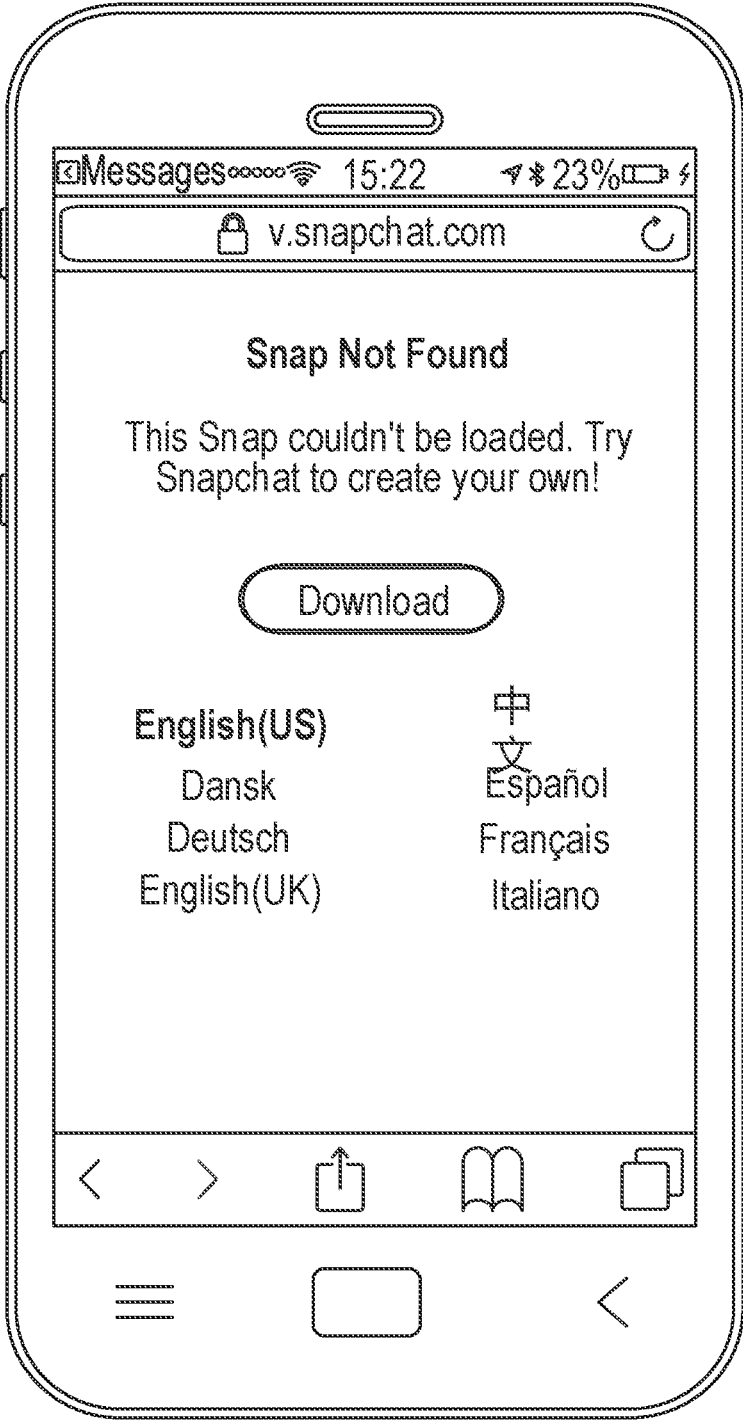 Messages 15:22 23%
v.snapchat.com
Snap Not Found
This Snap couldn't be loaded. Try
Snapchat to create your own!
Download
English(US)
中
文
Dansk
Español
Deutsch
Français
English(UK)
Italiano